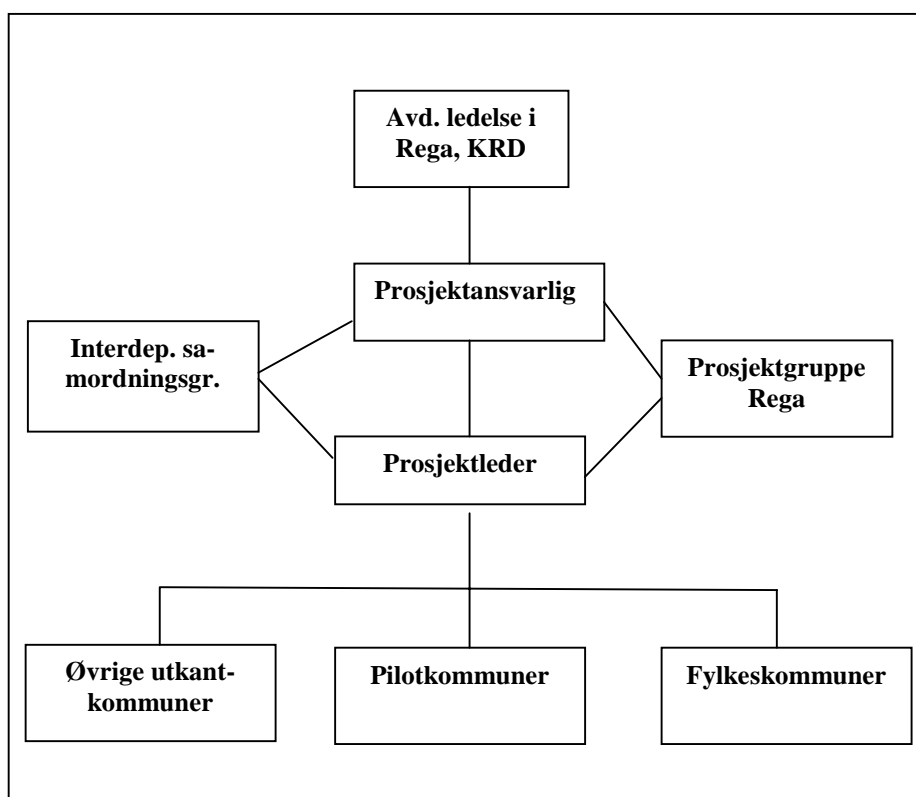 Avd. ledelse i
Rega, KRD
Prosjektansvarlig
Interdep. sa-
mordningsgr.
Prosjektgruppe
Rega
Prosjektleder
Øvrige utkant-
kommuner
Pilotkommuner
Fylkeskommuner